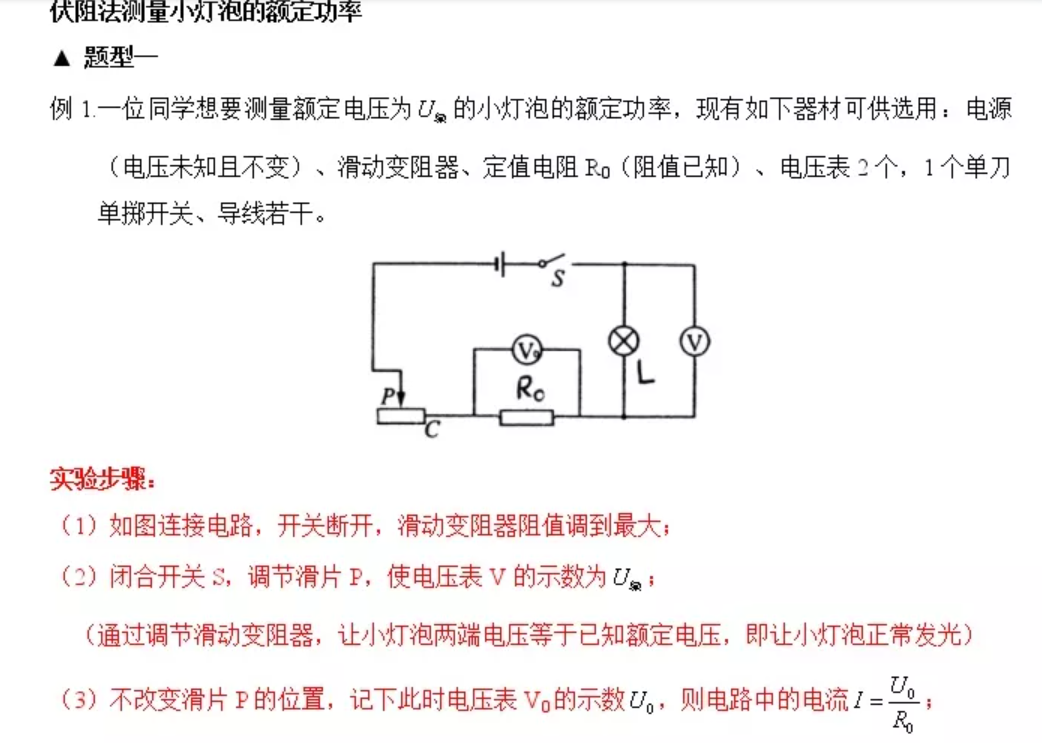 伏阻法测量小灯泡的额定功率
▲ 题型一
例 1.一位同学想要测量额定电压为U额的小灯泡的额定功率，现有如下器材可供选用：电源
（电压未知且不变）、滑动变阻器、定值电阻 R₀（阻值已知）、电压表 2 个，1 个单刀
单掷开关、导线若干。
S
V₀
V
R₀
L
P
C
实验步骤：
（1）如图连接电路，开关断开，滑动变阻器阻值调到最大；
（2）闭合开关 S，调节滑片 P，使电压表 V 的示数为 U额；
（通过调节滑动变阻器，让小灯泡两端电压等于已知额定电压，即让小灯泡正常发光）
（3）不改变滑片 P 的位置，记下此时电压表 V₀的示数U₀，则电路中的电流 I = U₀/R₀；